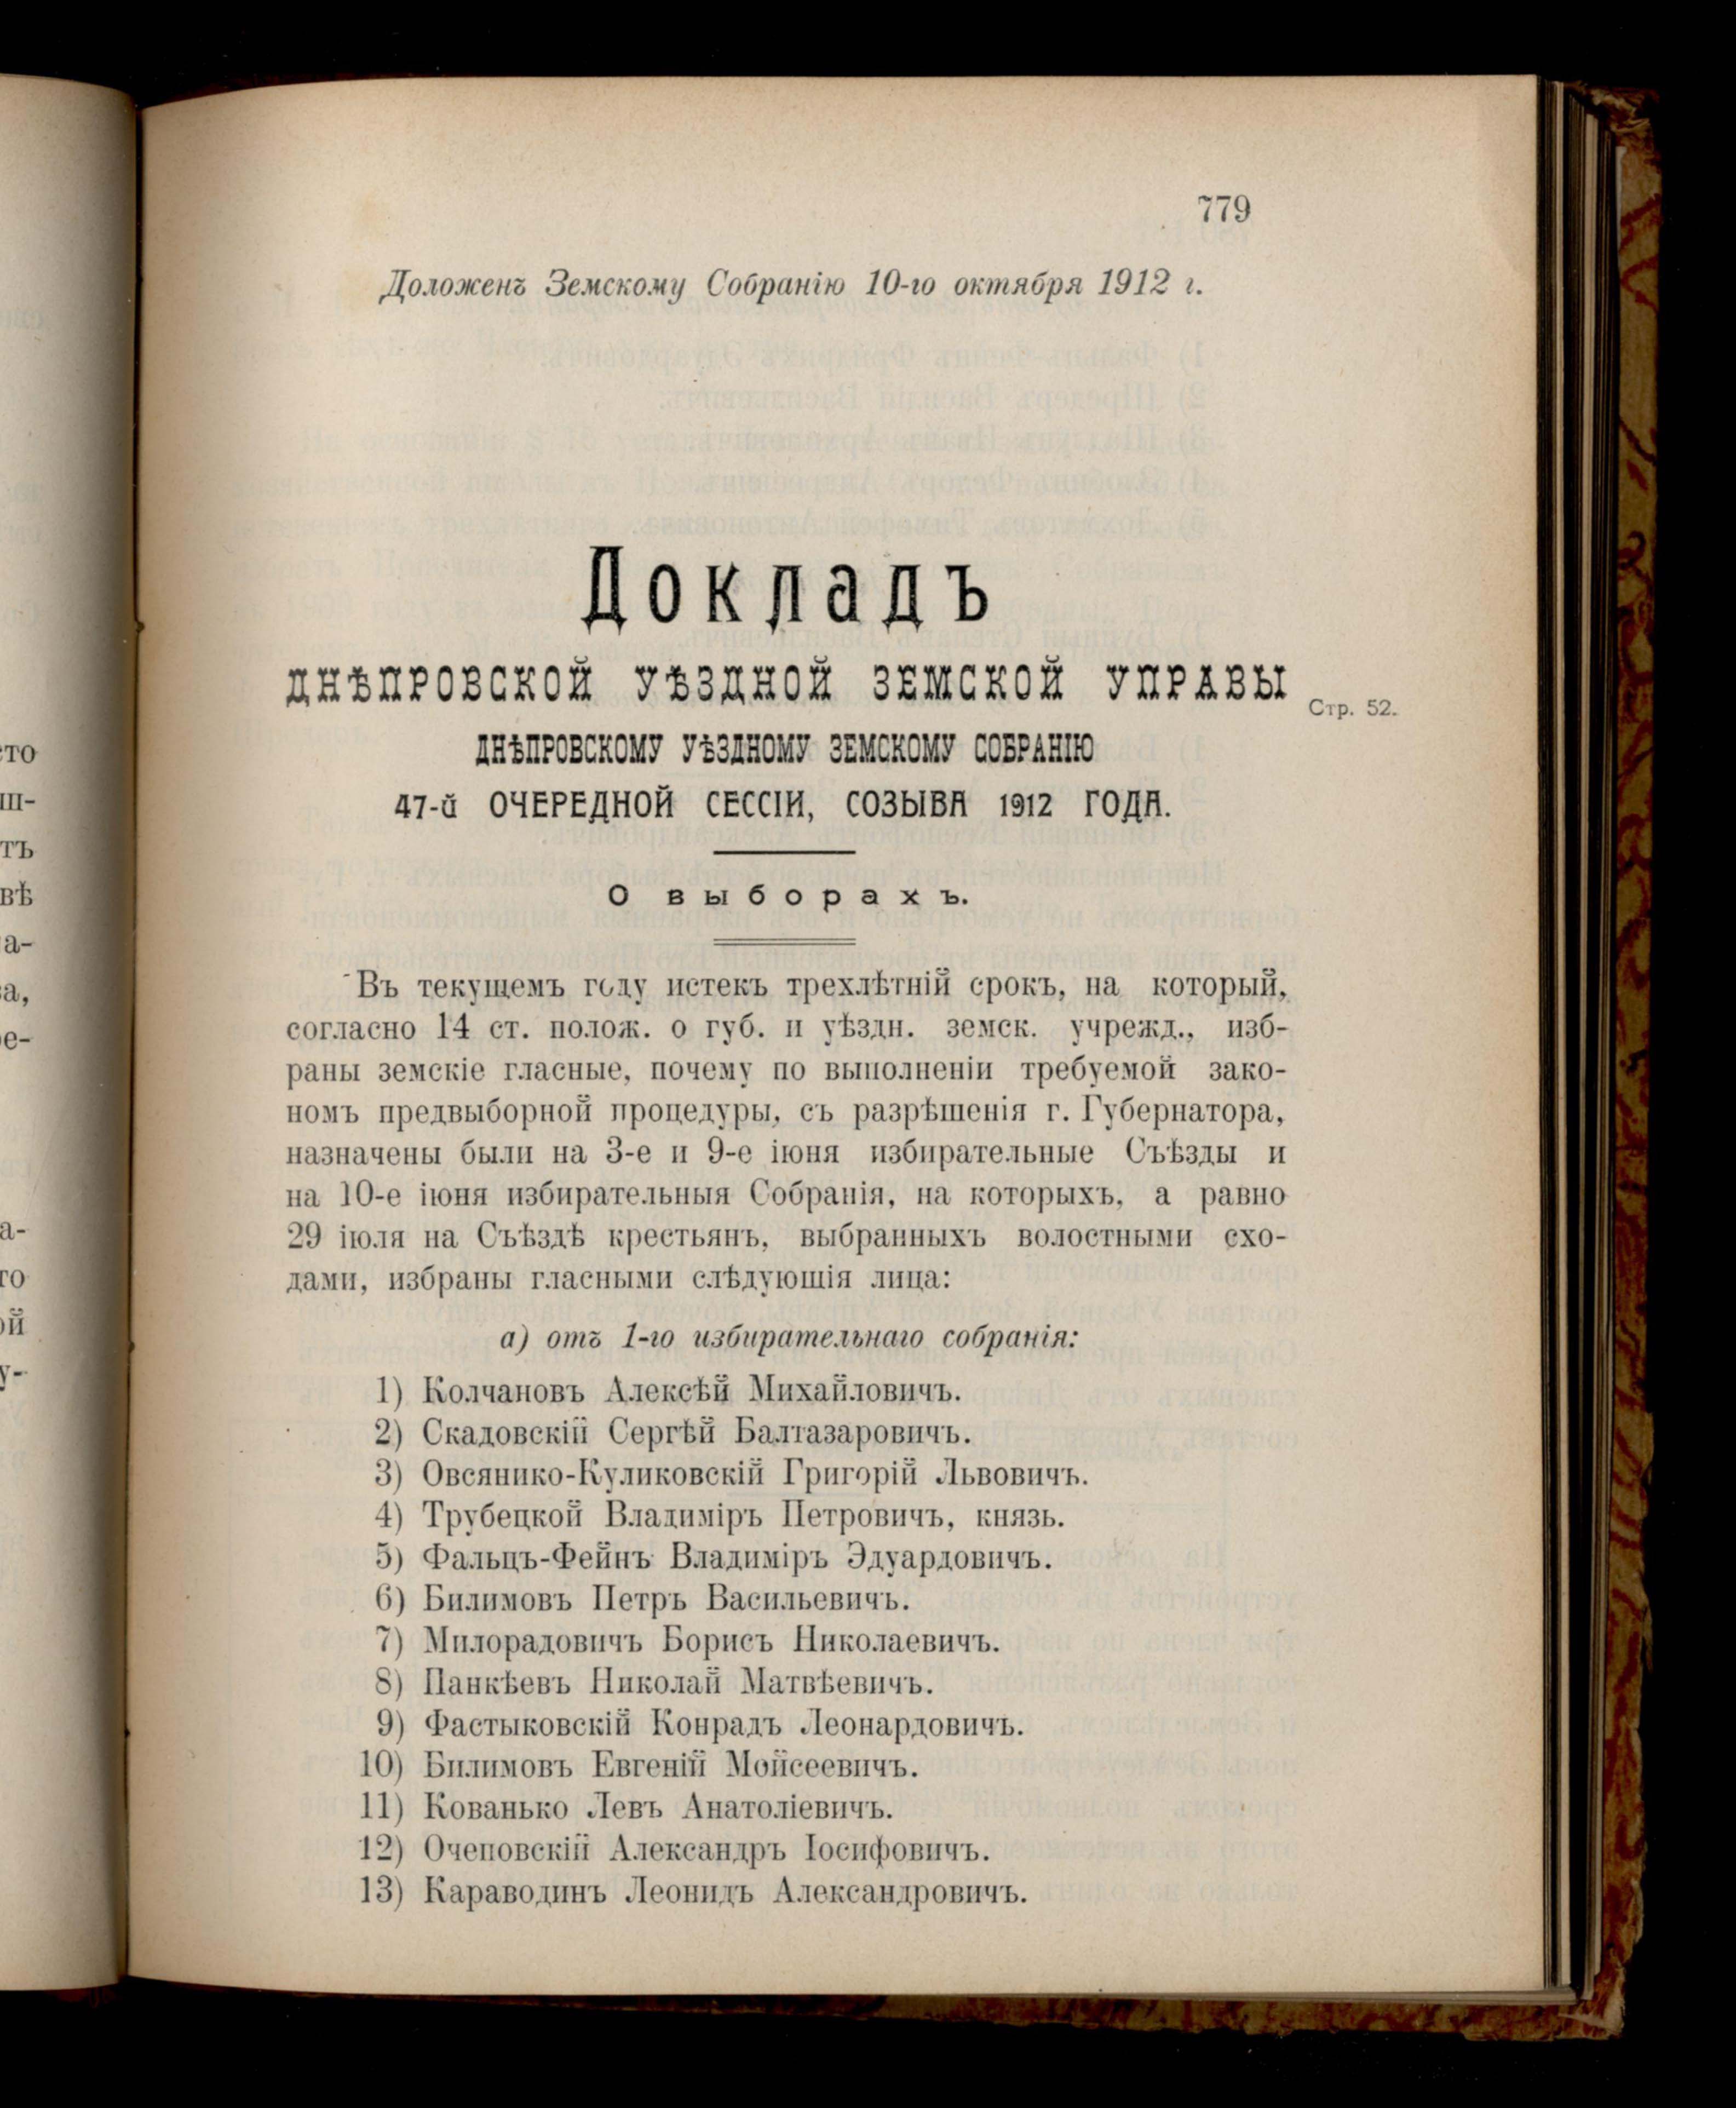 779
Доложенъ Земскому Собранію 10-го октября 1912 г.
Докладъ
ДНѢПРОВСКОЙ УѢЗДНОЙ ЗЕМСКОЙ УПРАВЫ
Стр. 52.
ДНѢПРОВСКОМУ УѢЗДНОМУ ЗЕМСКОМУ СОБРАНІЮ
47-й ОЧЕРЕДНОЙ СЕССІИ, СОЗЫВА 1912 ГОДА.
О выборахъ.
Въ текущемъ году истекъ трехлѣтній срокъ, на который,
согласно 14 ст. полож. о губ. и уѣздн. земск. учрежд., изб-
раны земскіе гласные, почему по выполненіи требуемой зако-
номъ предвыборной процедуры, съ разрѣшенія г. Губернатора,
назначены были на 3-е и 9-е іюня избирательные Съѣзды и
на 10-е іюня избирательныя Собранія, на которыхъ, а равно
29 іюля на Съѣздѣ крестьянъ, выбранныхъ волостными схо-
дами, избраны гласными слѣдующія лица:
а) отъ 1-го избирательнаго собранія:
1) Колчановъ Алексѣй Михайловичъ.
2) Скадовскій Сергѣй Балтазаровичъ.
3) Овсянико-Куликовскій Григорій Львовичъ.
4) Трубецкой Владиміръ Петровичъ, князь.
5) Фальцъ-Фейнъ Владиміръ Эдуардовичъ.
6) Билимовъ Петръ Васильевичъ.
7) Милорадовичъ Борисъ Николаевичъ.
8) Панкѣевъ Николай Матвѣевичъ.
9) Фастыковскій Конрадъ Леонардовичъ.
10) Билимовъ Евгеній Мойсеевичъ.
11) Кованько Левъ Анатоліевичъ.
12) Очеповскій Александръ Іосифовичъ.
13) Караводинъ Леонидъ Александровичъ.